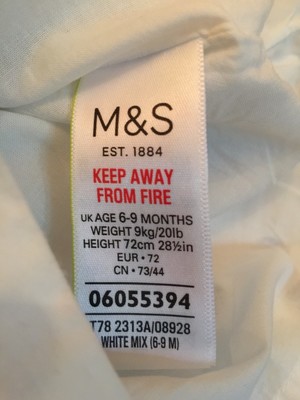 M&S
EST. 1884
KEEP AWAY
FROM FIRE
UK AGE 6-9 MONTHS
WEIGHT 9kg/20lb
HEIGHT 72cm 28½in
EUR • 72
CN • 73/44
06055394
T78 2313A/08928
WHITE MIX (6-9 M)